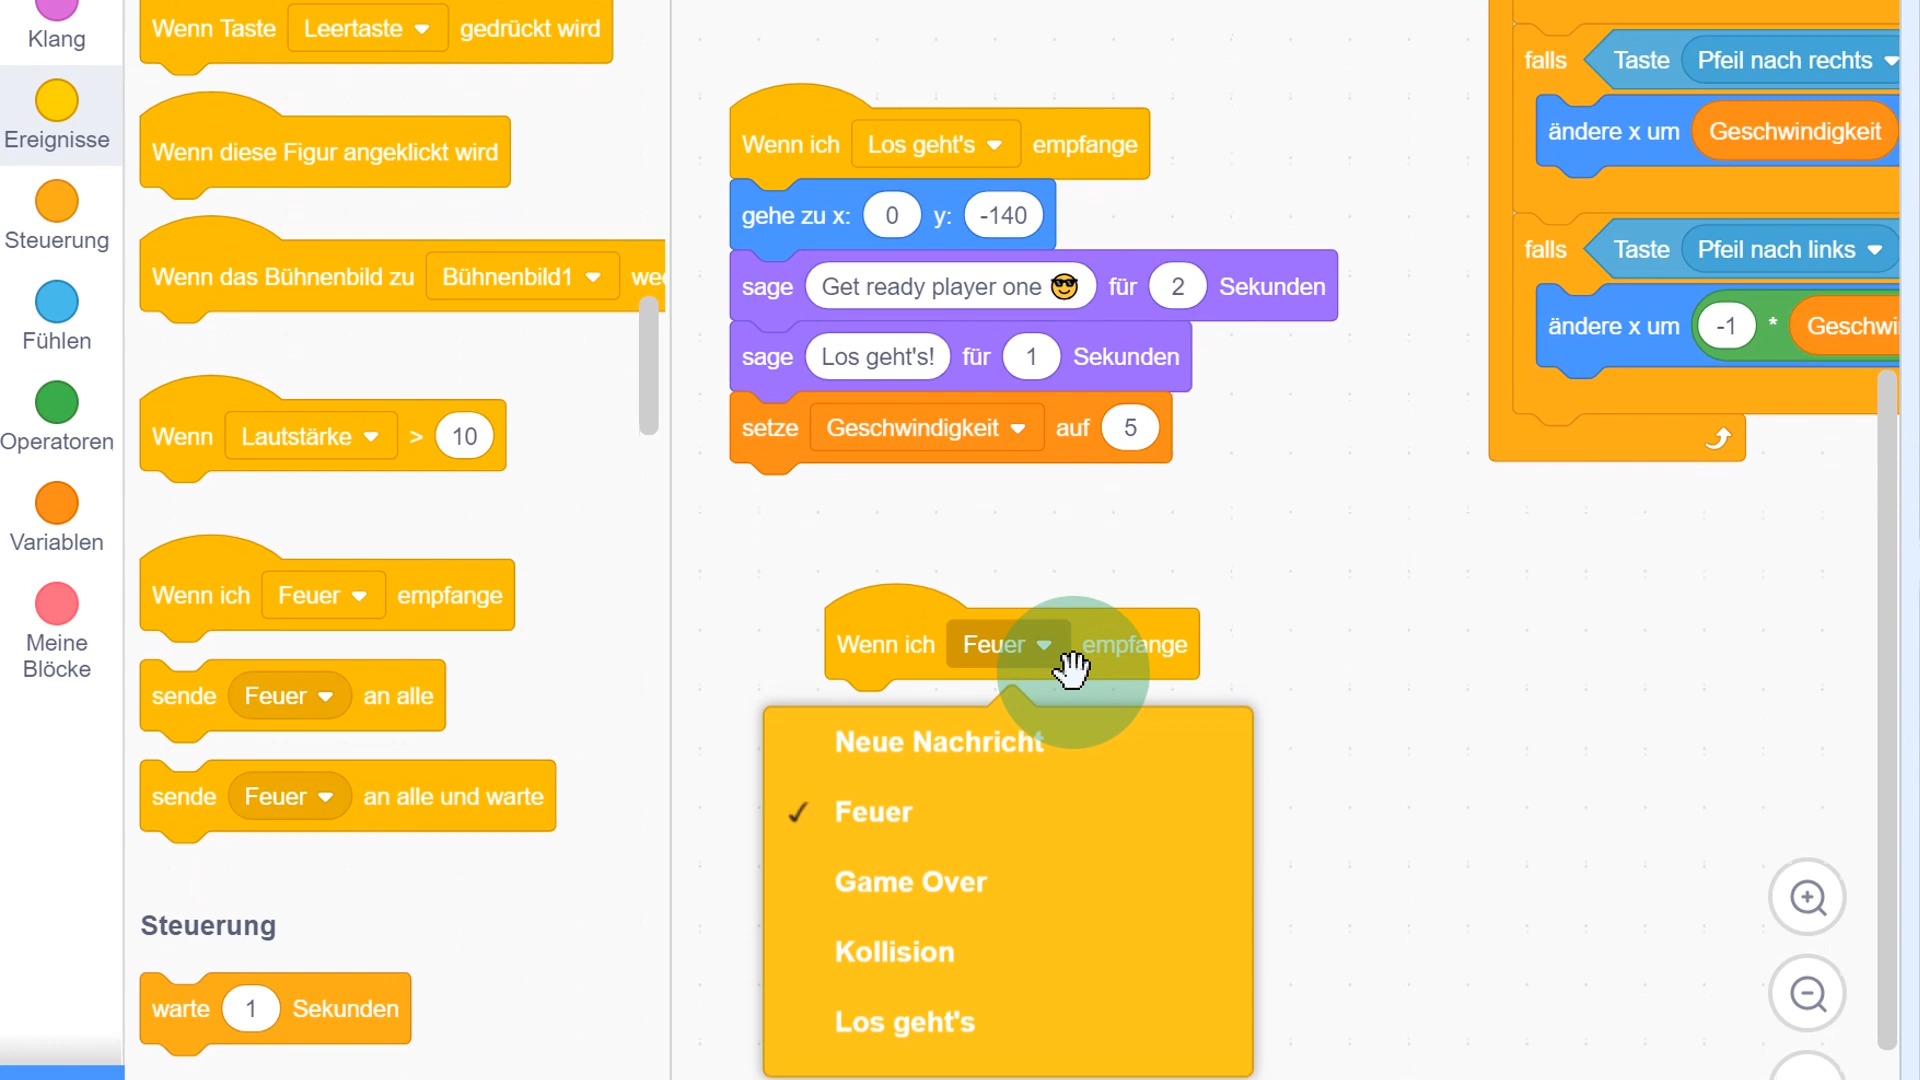 Klang
Ereignisse
Steuerung
Fühlen
Operatoren
Variablen
Meine
Blöcke
Wenn Taste Leertaste gedrückt wird
Wenn diese Figur angeklickt wird
Wenn das Bühnenbild zu Bühnenbild1
Wenn Lautstärke > 10
Wenn ich Feuer empfange
sende Feuer an alle
sende Feuer an alle und warte
Steuerung
warte 1 Sekunden
Wenn ich Los geht's empfange
gehe zu x: 0 y: -140
sage Get ready player one 😎 für 2 Sekunden
sage Los geht's! für 1 Sekunden
setze Geschwindigkeit auf 5
Wenn ich Feuer empfange
Neue Nachricht
✓ Feuer
Game Over
Kollision
Los geht's
falls Taste Pfeil nach rechts
ändere x um Geschwindigkeit
falls Taste Pfeil nach links
ändere x um -1 *